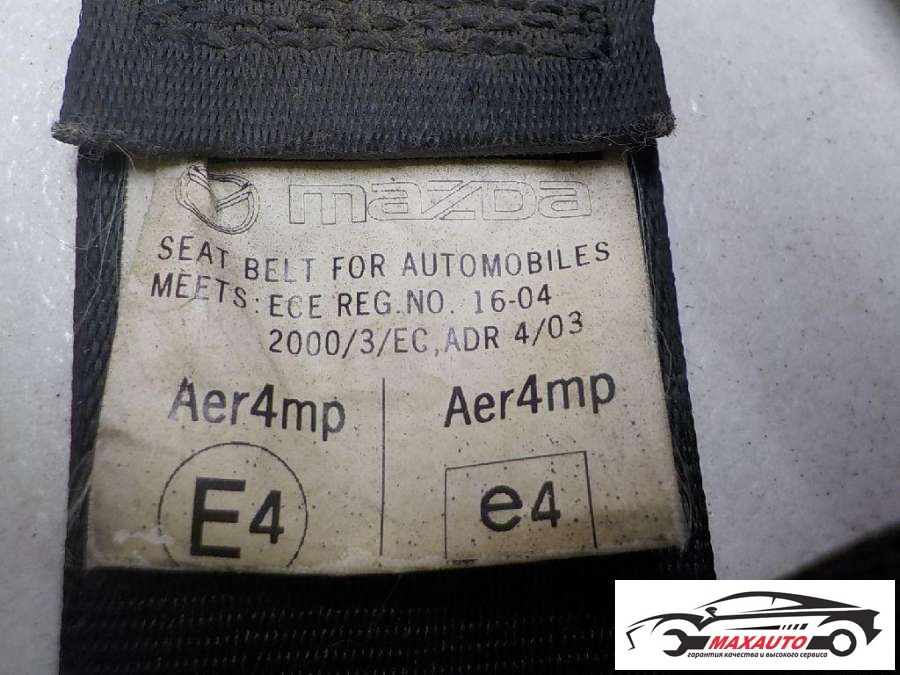 mazda
SEAT BELT FOR AUTOMOBILES
MEETS: ECE REG.NO. 16-04
2000/3/EC, ADR 4/03
Aer4mp Aer4mp
E4 e4
MAXAUTO
гарантия качества и высокого сервиса